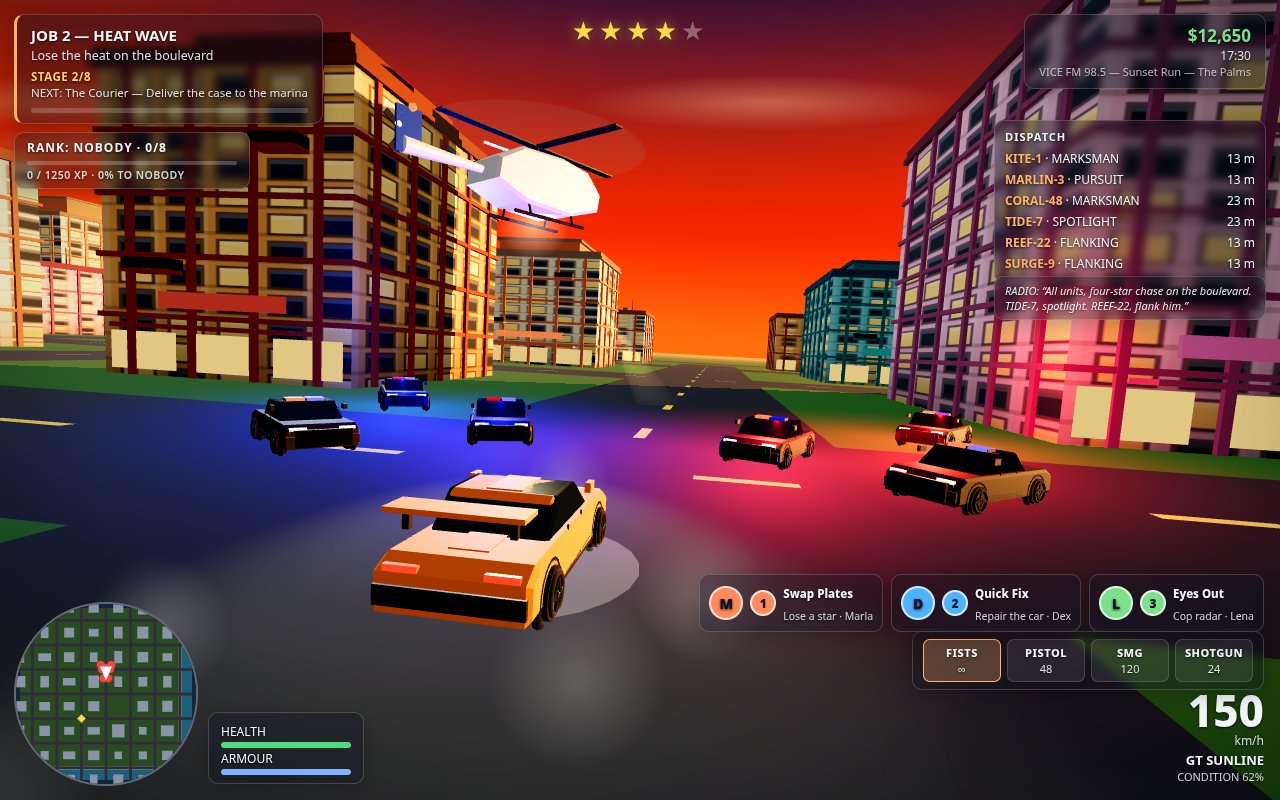 JOB 2 — HEAT WAVE
Lose the heat on the boulevard
STAGE 2/8
NEXT: The Courier — Deliver the case to the marina
RANK: NOBODY · 0/8
0 / 1250 XP · 0% TO NOBODY
$12,650
17:30
VICE FM 98.5 — Sunset Run — The Palms
DISPATCH
KITE-1 · MARKSMAN 13 m
MARLIN-3 · PURSUIT 13 m
CORAL-48 · MARKSMAN 23 m
TIDE-7 · SPOTLIGHT 23 m
REEF-22 · FLANKING 13 m
SURGE-9 · FLANKING 13 m
RADIO: “All units, four-star chase on the boulevard.
TIDE-7, spotlight. REEF-22, flank him.”
M 1 Swap Plates
Lose a star · Marla
D 2 Quick Fix
Repair the car · Dex
L 3 Eyes Out
Cop radar · Lena
FISTS
∞
PISTOL
48
SMG
120
SHOTGUN
24
HEALTH
ARMOUR
150
km/h
GT SUNLINE
CONDITION 62%